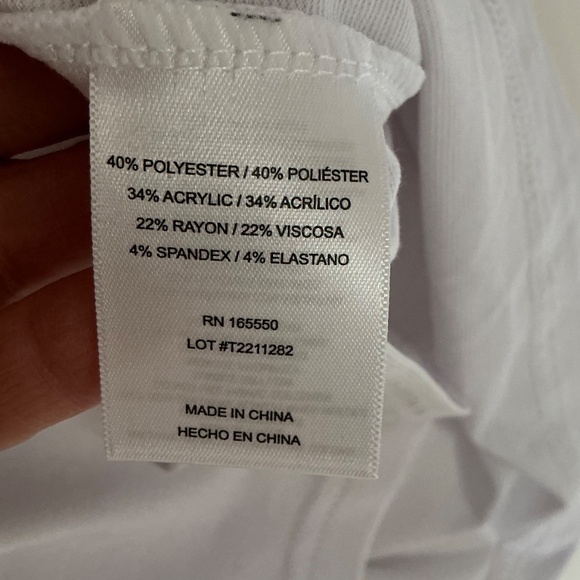 40% POLYESTER / 40% POLIÉSTER
34% ACRYLIC / 34% ACRÍLICO
22% RAYON / 22% VISCOSA
4% SPANDEX / 4% ELASTANO
RN 165550
LOT #T2211282
MADE IN CHINA
HECHO EN CHINA